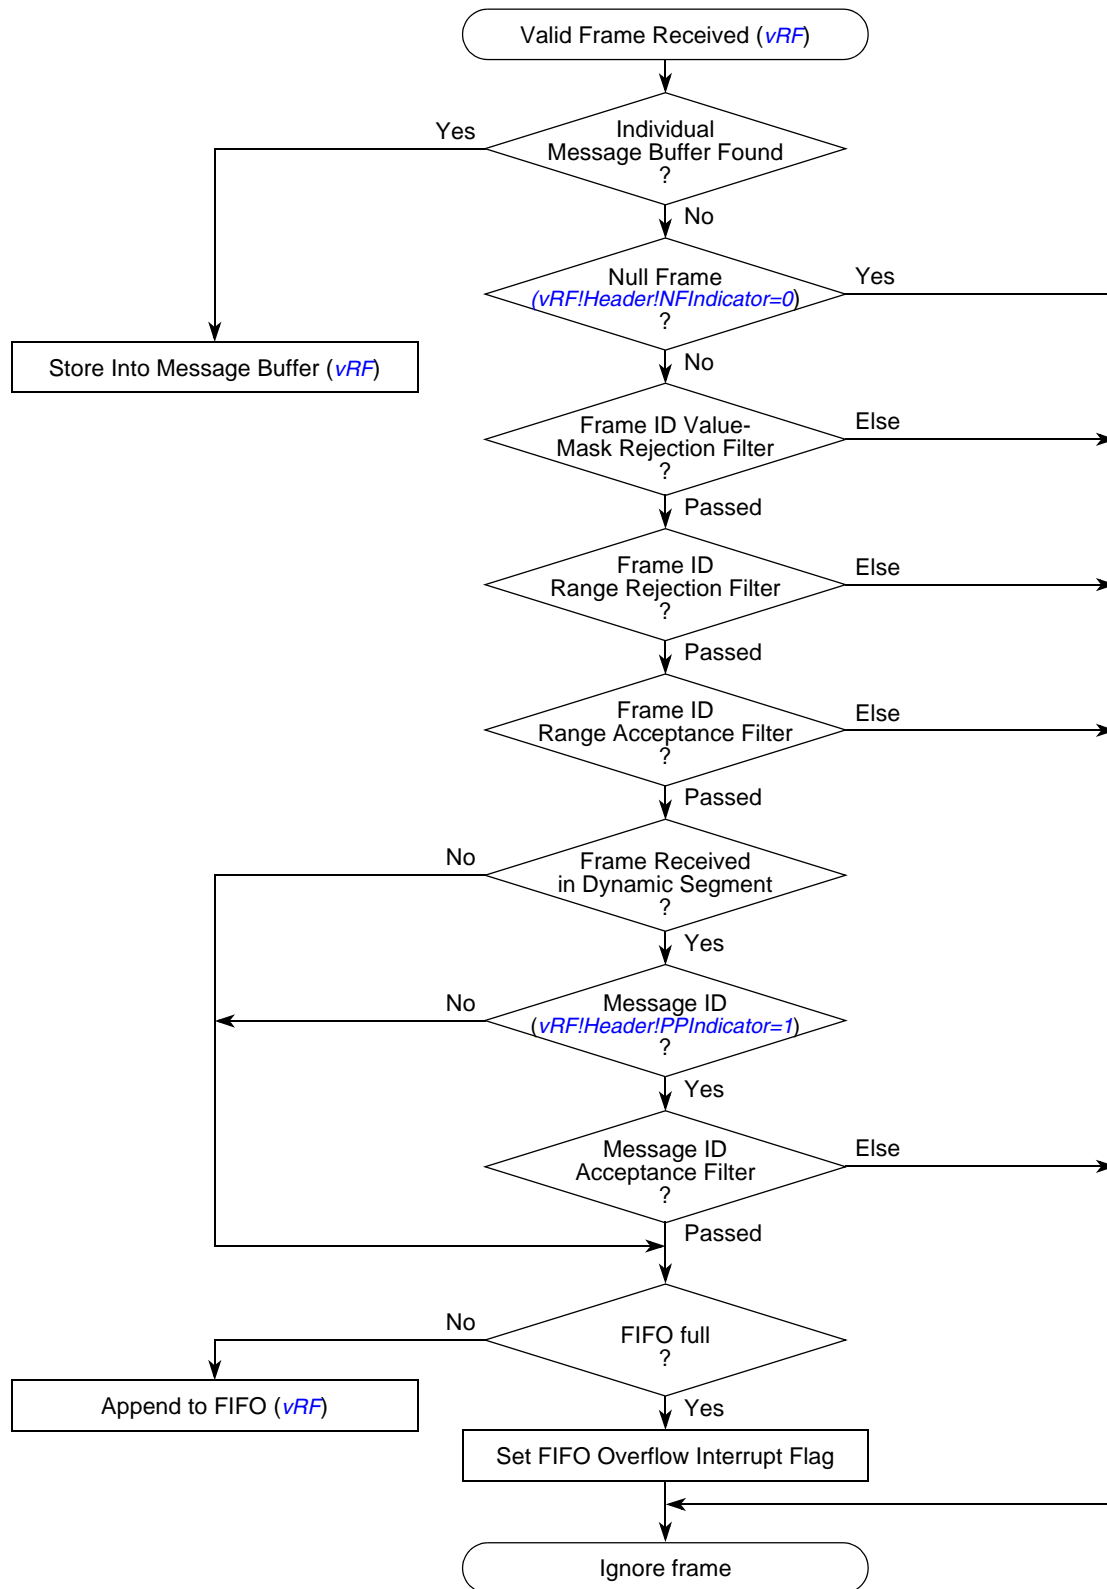 Valid Frame Received (vRF)
Yes
Individual
Message Buffer Found
?
No
Null Frame
(vRF!Header!NFIndicator=0)
?
Yes
Store Into Message Buffer (vRF)
No
Frame ID Value-
Mask Rejection Filter
?
Else
Passed
Frame ID
Range Rejection Filter
?
Else
Passed
Frame ID
Range Acceptance Filter
?
Else
Passed
No
Frame Received
in Dynamic Segment
?
Yes
No
Message ID
(vRF!Header!PPIndicator=1)
?
Yes
Message ID
Acceptance Filter
?
Else
Passed
No
FIFO full
?
Append to FIFO (vRF)
Yes
Set FIFO Overflow Interrupt Flag
Ignore frame